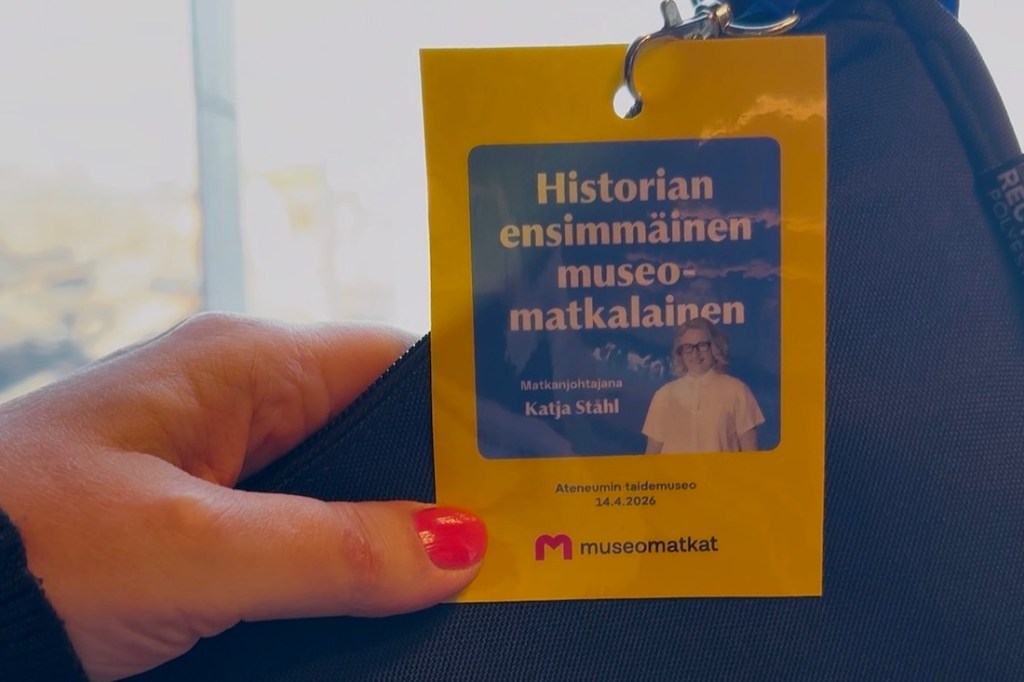 Historian
ensimmäinen
museo-
matkalainen
Matkanjohtajana
Katja Ståhl
Ateneumin taidemuseo
14.4.2026
museomatkat